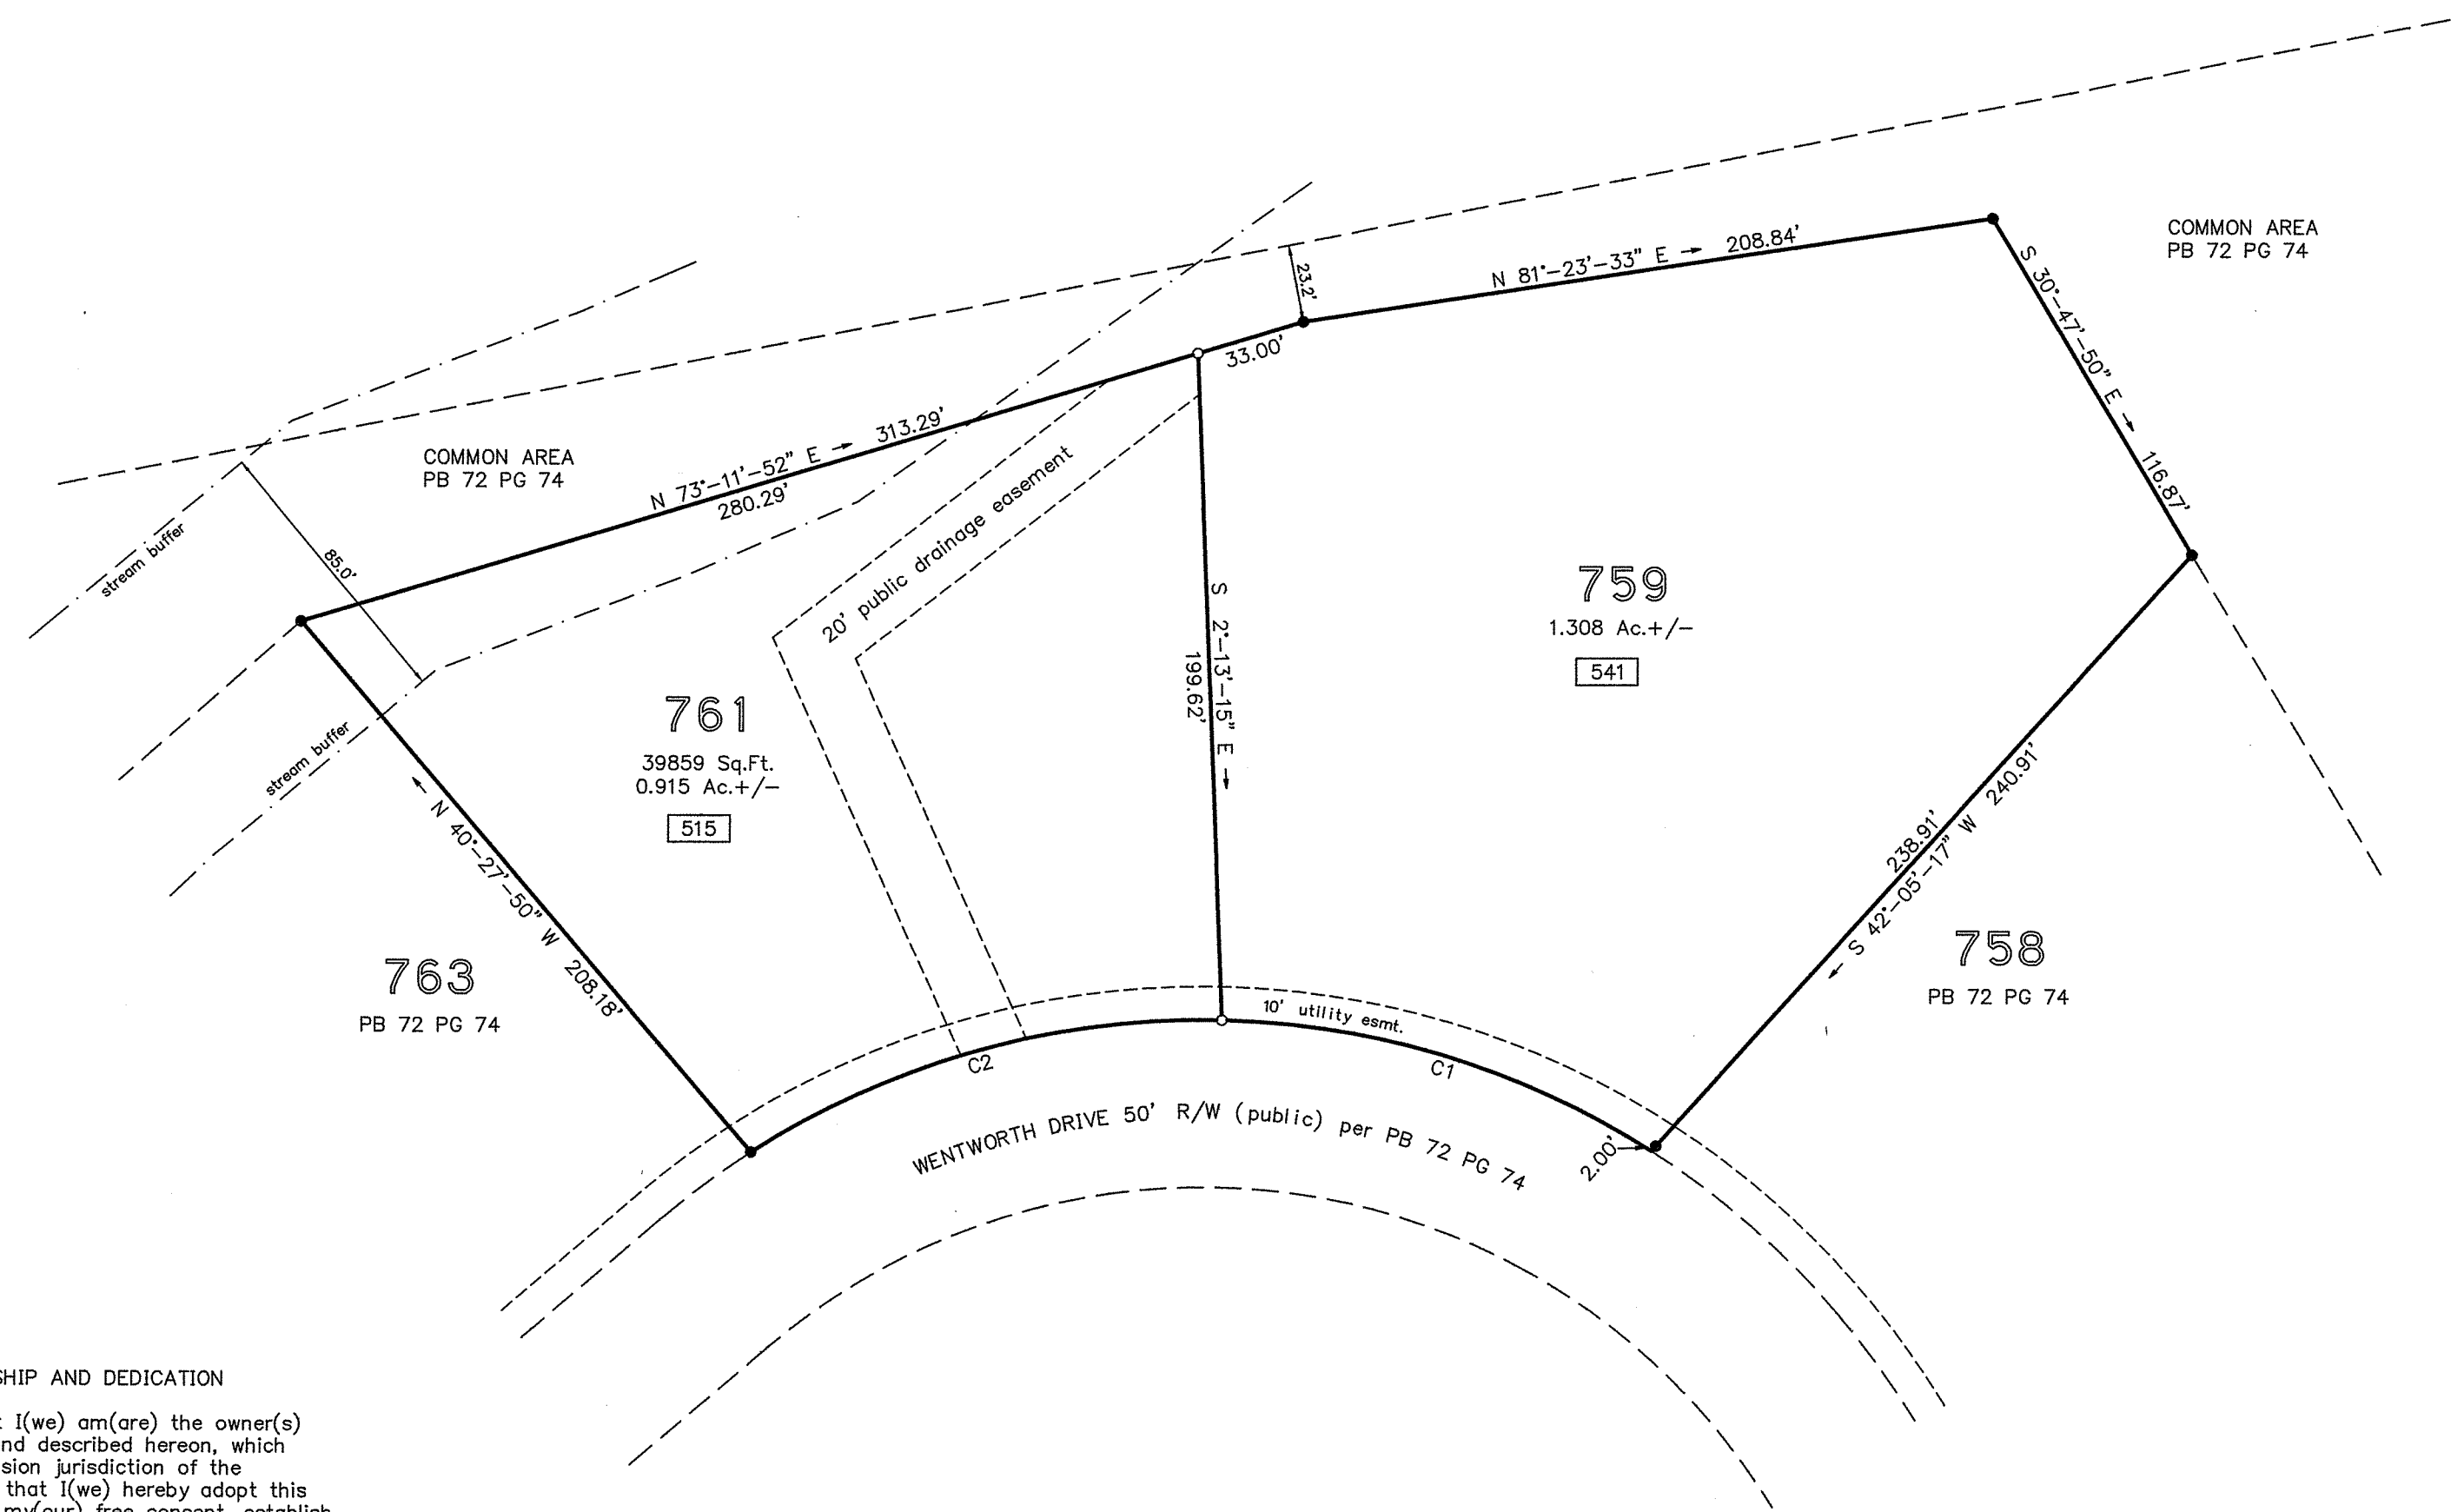 COMMON AREA
PB 72 PG 74
N 81°-23'-33" E
208.84'
S 30°-47'-50" E
116.87'
23.2'
33.00'
COMMON AREA
PB 72 PG 74
N 73°-11'-52" E
313.29'
280.29'
stream buffer
85.0'
20' public drainage easement
S 2°-13'-15" E
199.62'
759
1.308 Ac.+/-
541
761
39859 Sq.Ft.
0.915 Ac.+/-
515
stream buffer
N 40°-27'-50" W 208.18'
238.91'
S 42°-05'-17" W 240.91'
763
PB 72 PG 74
758
PB 72 PG 74
10' utility esmt.
C2
C1
WENTWORTH DRIVE 50' R/W (public) per PB 72 PG 74
2.00'
SHIP AND DEDICATION
I(we) am(are) the owner(s)
nd described hereon, which
sion jurisdiction of the
that I(we) hereby adopt this
my(our) free consent, establish